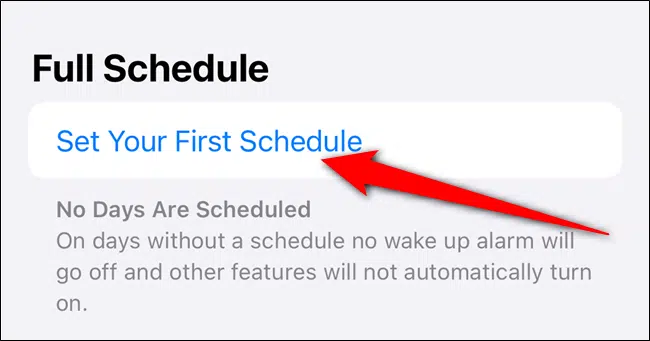 Full Schedule
Set Your First Schedule
No Days Are Scheduled
On days without a schedule no wake up alarm will
go off and other features will not automatically turn
on.